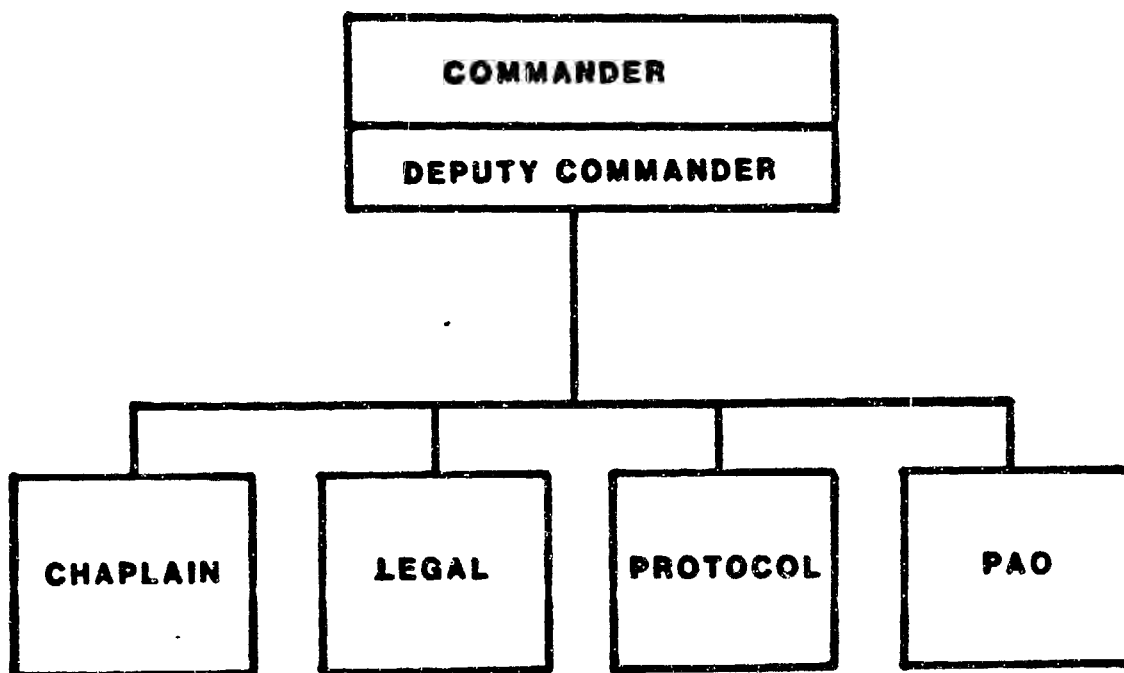 COMMANDER
DEPUTY COMMANDER
CHAPLAIN
LEGAL
PROTOCOL
PAO